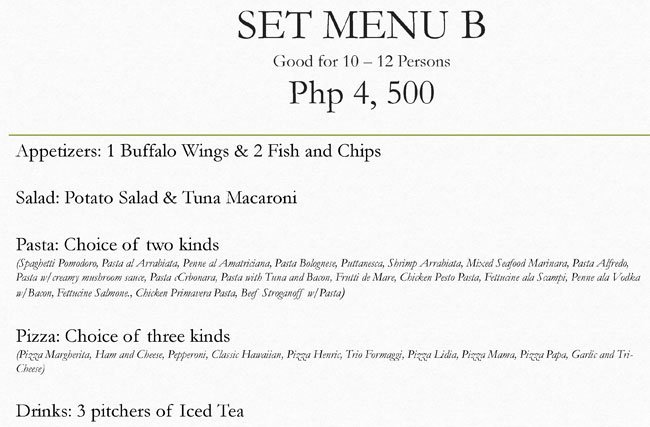 SET MENU B
Good for 10 – 12 Persons
Php 4, 500
Appetizers: 1 Buffalo Wings & 2 Fish and Chips
Salad: Potato Salad & Tuna Macaroni
Pasta: Choice of two kinds
(Spaghetti Pomodoro, Pasta al Arrabiata, Penne al Amatriciana, Pasta Bolognese, Puttanesca, Shrimp Arrabiata, Mixed Seafood Marinara, Pasta Alfredo,
Pasta w/creamy mushroom sauce, Pasta cCrbonara, Pasta with Tuna and Bacon, Frutti de Mare, Chicken Pesto Pasta, Fettucine ala Scampi, Penne ala Vodka
w/Bacon, Fettucine Salmone., Chicken Primavera Pasta, Beef Stroganoff w/Pasta)
Pizza: Choice of three kinds
(Pizza Margherita, Ham and Cheese, Pepperoni, Classic Hawaiian, Pizza Henric, Trio Formaggi, Pizza Lidia, Pizza Mama, Pizza Papa, Garlic and Tri-
Cheese)
Drinks: 3 pitchers of Iced Tea